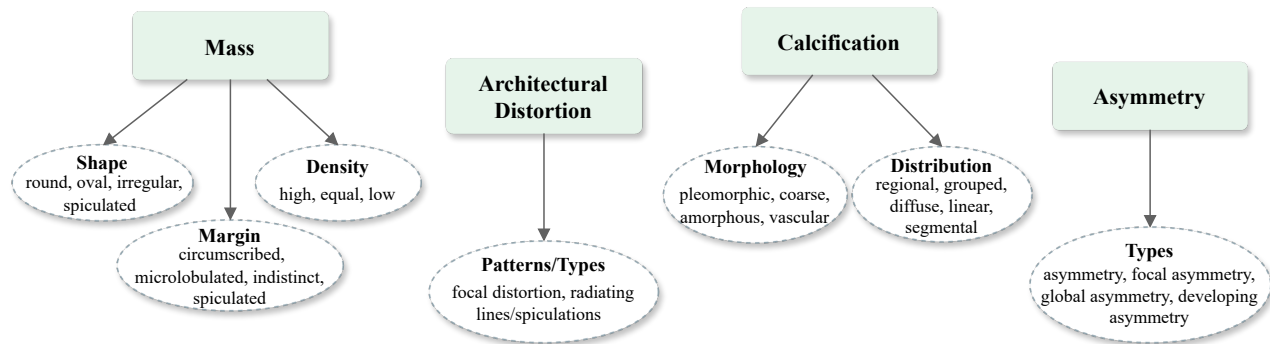 Mass
Shape
round, oval, irregular,
spiculated
Margin
circumscribed,
microlobulated, indistinct,
spiculated
Density
high, equal, low
Architectural
Distortion
Patterns/Types
focal distortion, radiating
lines/spiculations
Calcification
Morphology
pleomorphic, coarse,
amorphous, vascular
Distribution
regional, grouped,
diffuse, linear,
segmental
Asymmetry
Types
asymmetry, focal asymmetry,
global asymmetry, developing
asymmetry